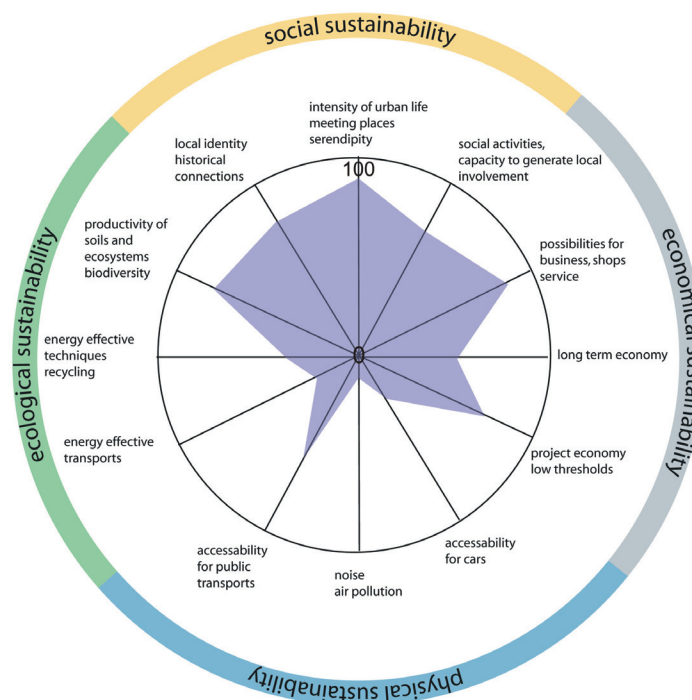 social sustainability
intensity of urban life
meeting places
serendipity
local identity
historical
connections
social activities,
capacity to generate local
involvement
100
productivity of
soils and
ecosystems
biodiversity
possibilities for
business, shops
service
ecological sustainability
economical sustainability
energy effective
techniques
recycling
0
long term economy
energy effective
transports
project economy
low thresholds
accessability
for public
transports
noise
air pollution
accessability
for cars
physical sustainability